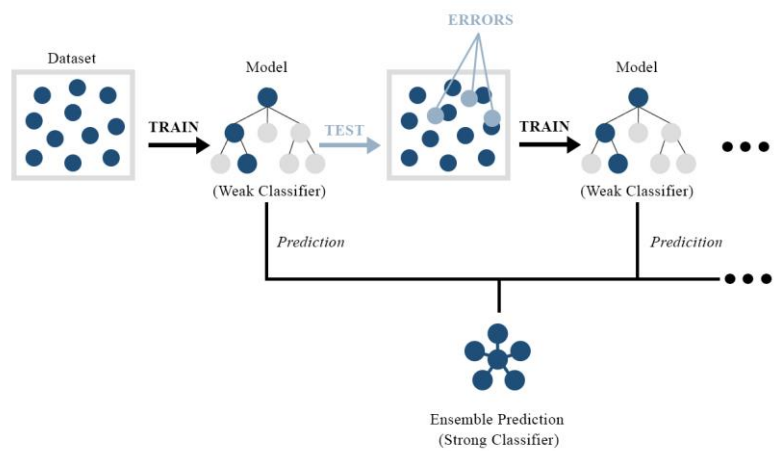 ERRORS
Dataset
Model
Model
TRAIN
TEST
TRAIN
(Weak Classifier)
(Weak Classifier)
Prediction
Predicition
Ensemble Prediction
(Strong Classifier)